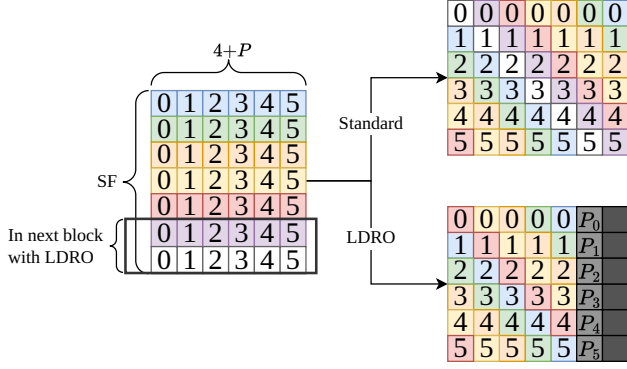 4+P
SF
0 1 2 3 4 5
0 1 2 3 4 5
0 1 2 3 4 5
0 1 2 3 4 5
0 1 2 3 4 5
0 1 2 3 4 5
0 1 2 3 4 5
In next block
with LDRO
Standard
LDRO
0 0 0 0 0 0 0
1 1 1 1 1 1 1
2 2 2 2 2 2 2
3 3 3 3 3 3 3
4 4 4 4 4 4 4
5 5 5 5 5 5 5
0 0 0 0 0 P₀
1 1 1 1 1 P₁
2 2 2 2 2 P₂
3 3 3 3 3 P₃
4 4 4 4 4 P₄
5 5 5 5 5 P₅